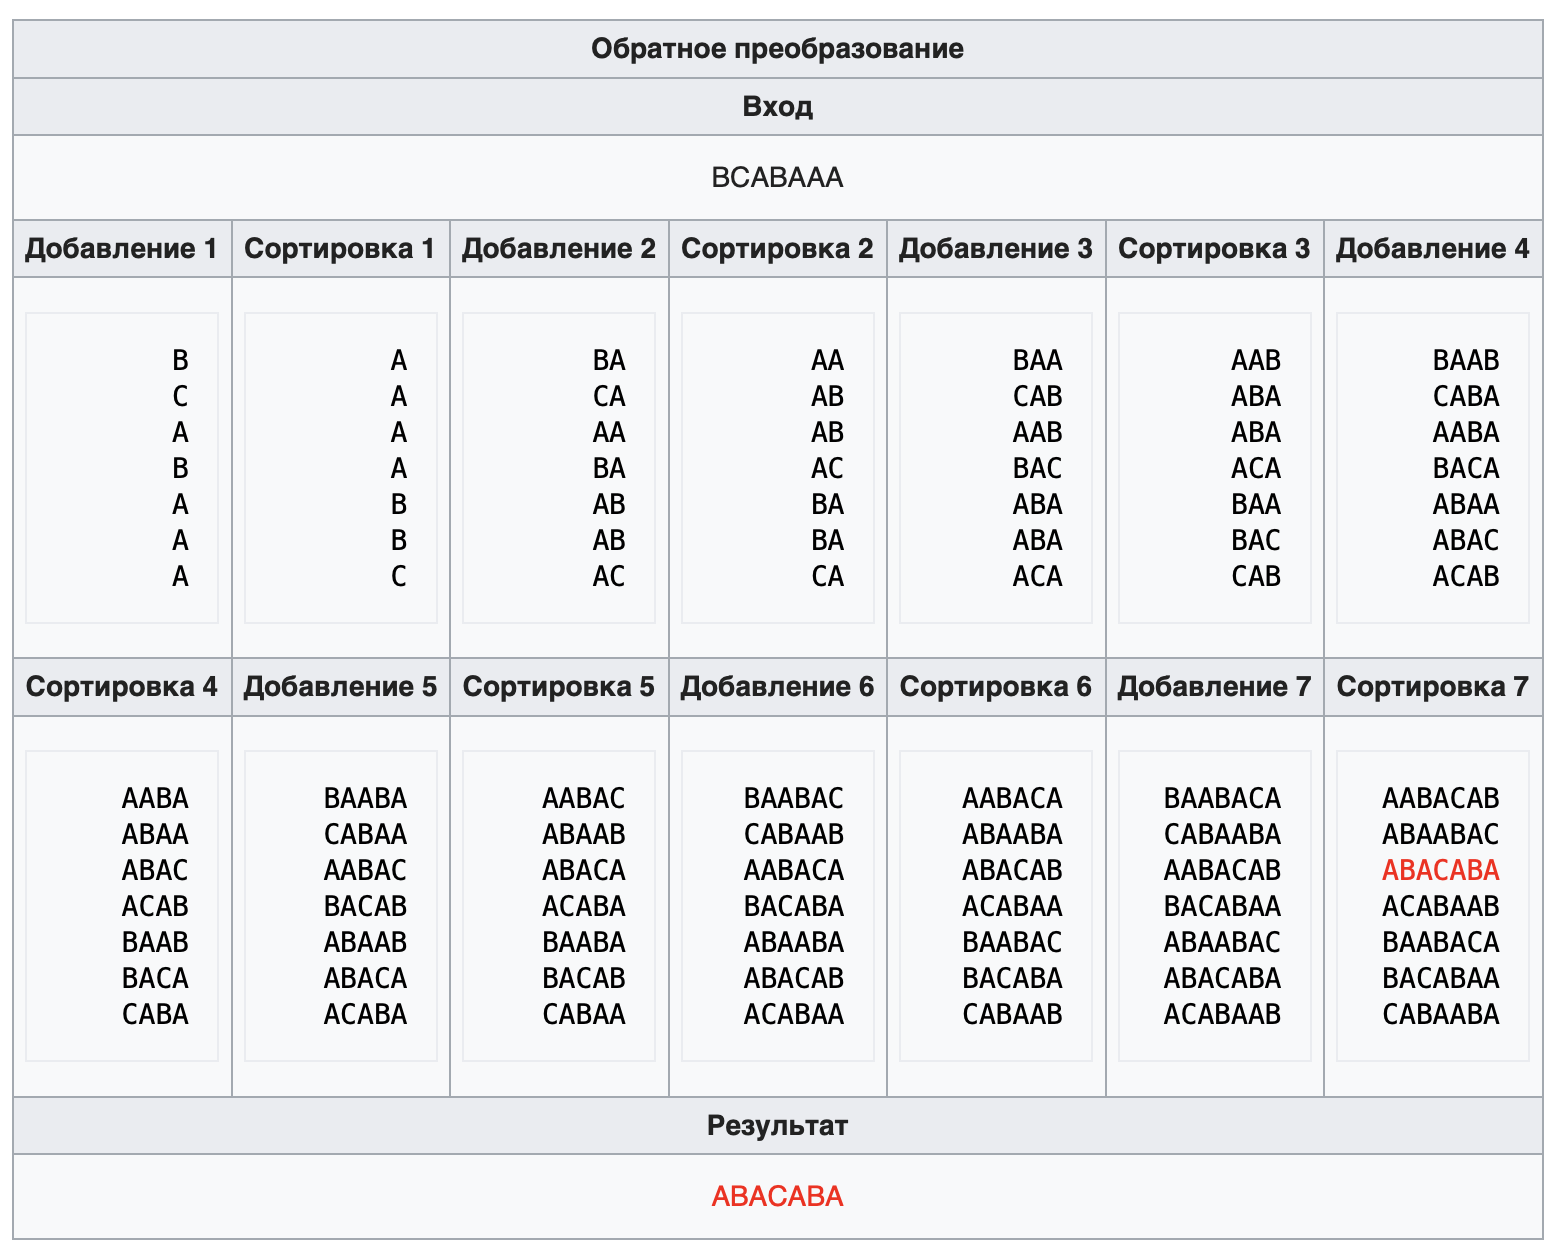 Обратное преобразование
Вход
BCABAAA
Добавление 1 Сортировка 1 Добавление 2 Сортировка 2 Добавление 3 Сортировка 3 Добавление 4
B A BA AA BAA AAB BAAB
C A CA AB CAB ABA CABA
A A AA AB AAB ABA AABA
B A BA AC BAC ACA BACA
A B AB BA ABA BAA ABAA
A B AB BA ABA BAC ABAC
A C AC CA ACA CAB ACAB
Сортировка 4 Добавление 5 Сортировка 5 Добавление 6 Сортировка 6 Добавление 7 Сортировка 7
AABA BAABA AABAC BAABAC AABACA BAABACA AABACAB
ABAA CABAA ABAAB CABAAB ABAABA CABAABA ABAABAC
ABAC AABAC ABACA AABACA ABACAB AABACAB ABACABA
ACAB BACAB ACABA BACABA ACABAA BACABAA ACABAAB
BAAB ABAAB BAABA ABAABA BAABAC ABAABAC BAABACA
BACA ABACA BACAB ABACAB BACABA ABACABA BACABAA
CABA ACABA CABAA ACABAA CABAAB ACABAAB CABAABA
Результат
ABACABA